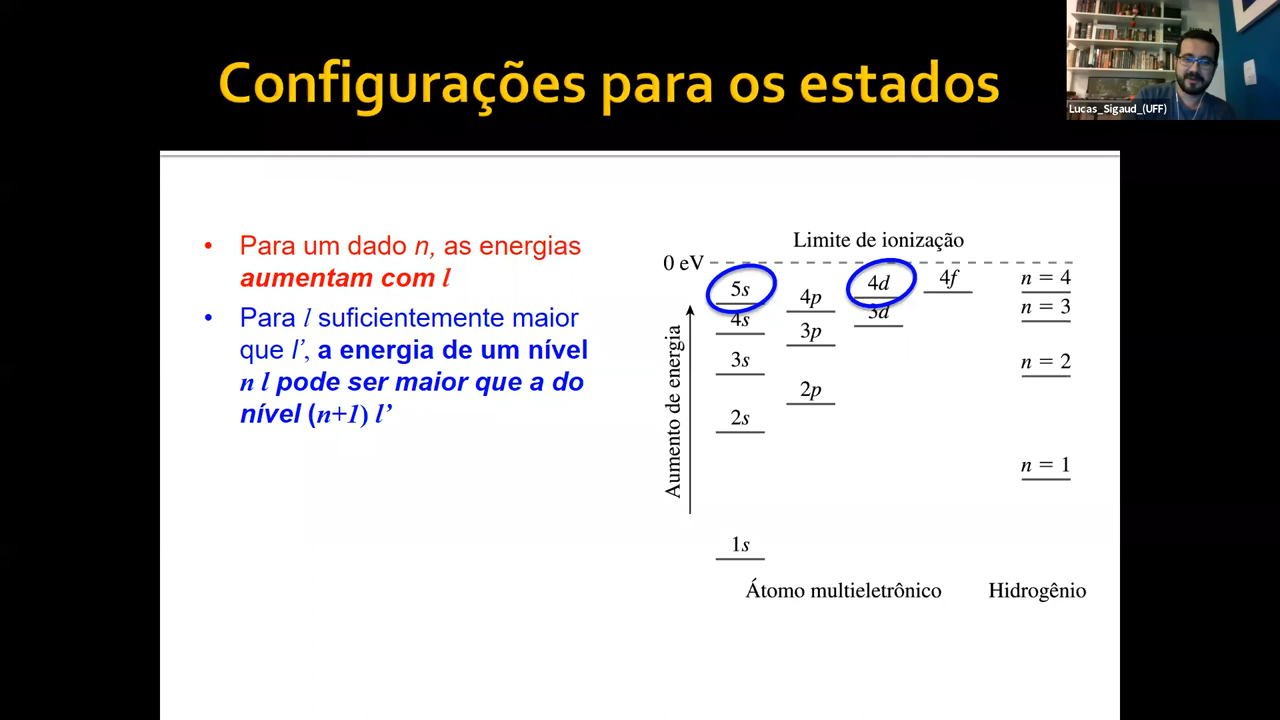 Configurações para os estados
Lucas_Sigaud_(UFF)
• Para um dado n, as energias
aumentam com l
• Para l suficientemente maior
que l’, a energia de um nível
n l pode ser maior que a do
nível (n+1) l’
Limite de ionização
0 eV
5s
4p
4d
4f
n = 4
4s
3p
3d
n = 3
3s
2p
n = 2
2s
n = 1
1s
Aumento de energia
Átomo multieletrônico
Hidrogênio